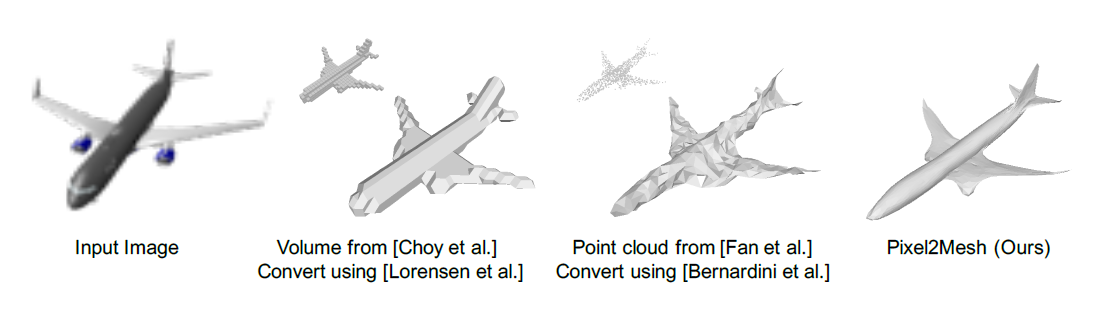 Input Image
Volume from [Choy et al.]
Convert using [Lorensen et al.]
Point cloud from [Fan et al.]
Convert using [Bernardini et al.]
Pixel2Mesh (Ours)